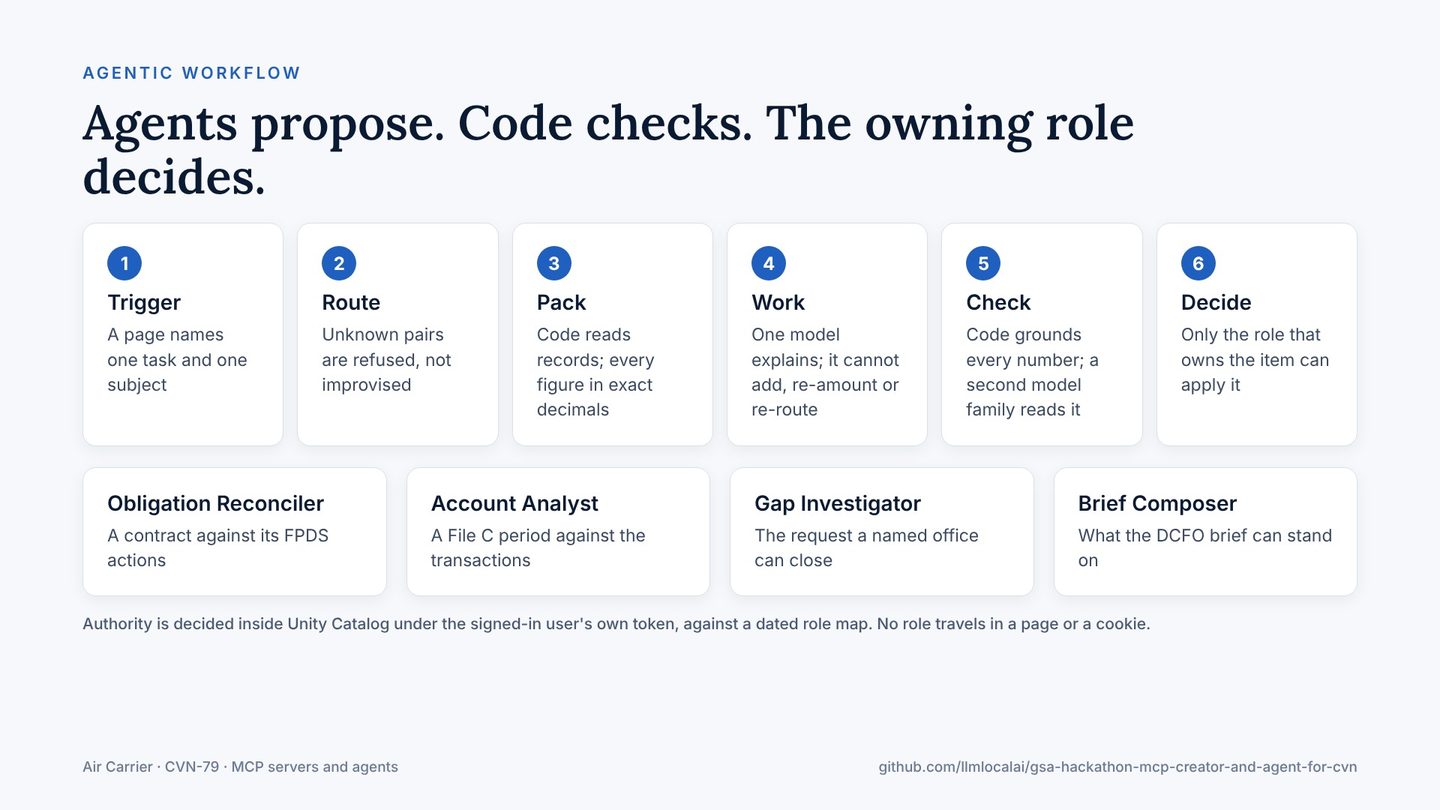 AGENTIC WORKFLOW
Agents propose. Code checks. The owning role
decides.
1
Trigger
A page names
one task and one
subject
2
Route
Unknown pairs
are refused, not
improvised
3
Pack
Code reads
records; every
figure in exact
decimals
4
Work
One model
explains; it cannot
add, re-amount or
re-route
5
Check
Code grounds
every number; a
second model
family reads it
6
Decide
Only the role that
owns the item can
apply it
Obligation Reconciler
A contract against its FPDS
actions
Account Analyst
A File C period against the
transactions
Gap Investigator
The request a named office
can close
Brief Composer
What the DCFO brief can stand
on
Authority is decided inside Unity Catalog under the signed-in user's own token, against a dated role map. No role travels in a page or a cookie.
Air Carrier · CVN-79 · MCP servers and agents
github.com/llmlocalai/gsa-hackathon-mcp-creator-and-agent-for-cvn